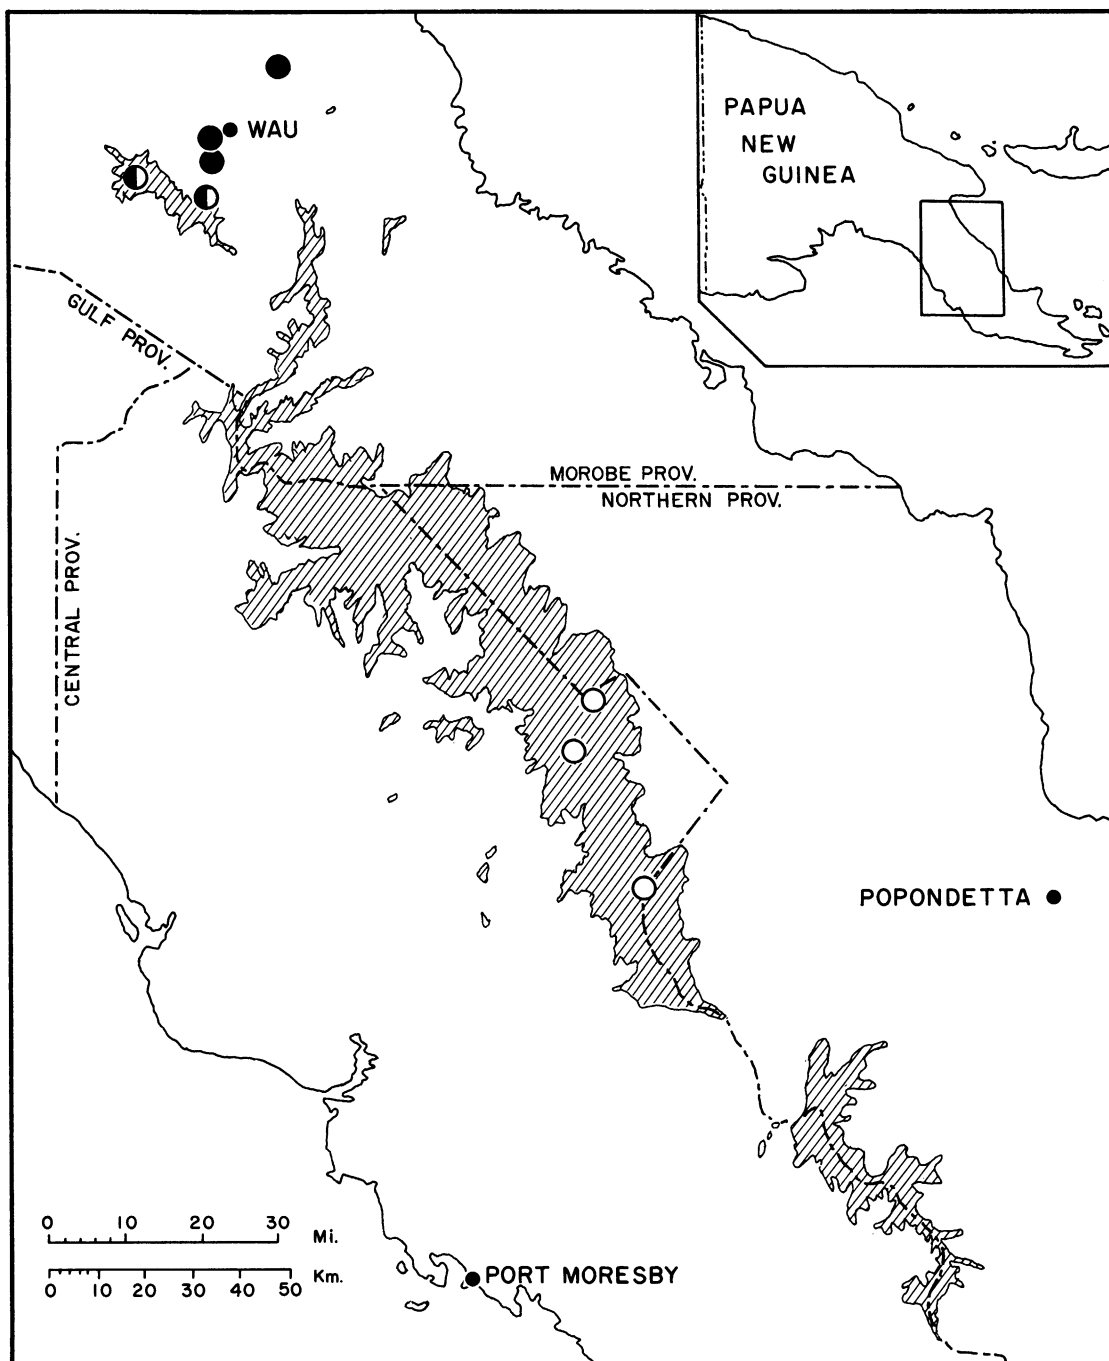 WAU
PAPUA
NEW
GUINEA
GULF PROV.
MOROBE PROV.
NORTHERN PROV.
CENTRAL PROV.
POPONDETTA
0 10 20 30
Mi.
Km.
0 10 20 30 40 50
PORT MORESBY